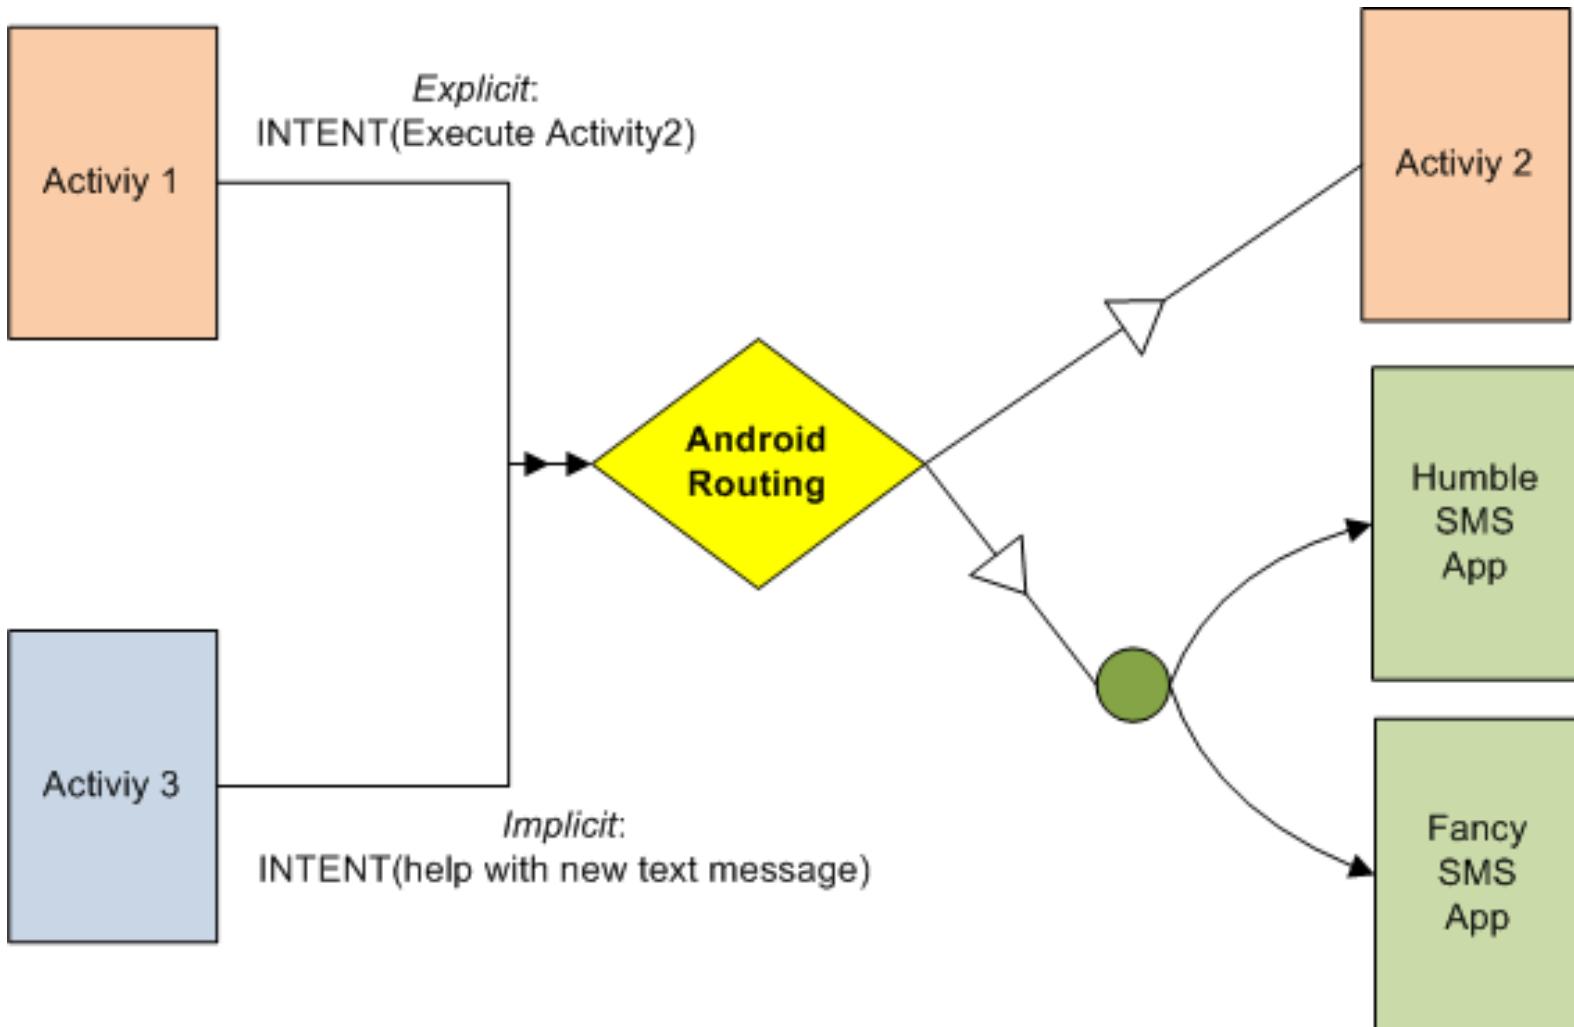 Activiy 1
Explicit:
INTENT(Execute Activity2)
Activiy 2
Android
Routing
Humble
SMS
App
Activiy 3
Implicit:
INTENT(help with new text message)
Fancy
SMS
App